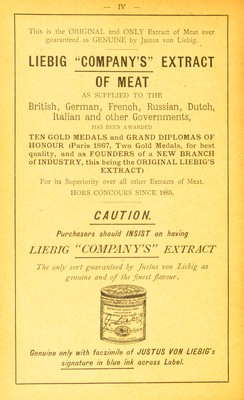 — IV —
This is the ORIGINAL and ONLY Extract of Meat ever
guaranteed as GENUINE by Justus von Liebig.
LIEBIG "COMPANY'S" EXTRACT
OF MEAT
AS SUPPLIED TO THE
British, German, French, Russian, Dutch,
Italian and other Governments,
HAS BEEN AWARDED
TEN GOLD MEDALS and GRAND DIPLOMAS OF
HONOUR (Paris 1867, Two Gold Medals, for best
quality, and as FOUNDERS of a NEW BRANCH
of INDUSTRY, this being the ORIGINAL LIEBIG'S
EXTRACT)
For its Superiority over all other Extracts of Meat.
HORS CONCOURS SINCE 1885.
CAUTION.
Purchasers should INSIST on having
LIEBIG "COMPANY'S" EXTRACT
The only sort guaranteed by Justus von Liebig as
genuine and of the finest flavour.
Genuine only with facsimile of JUSTUS VON LIEBIG'S
signature in blue ink across Label.